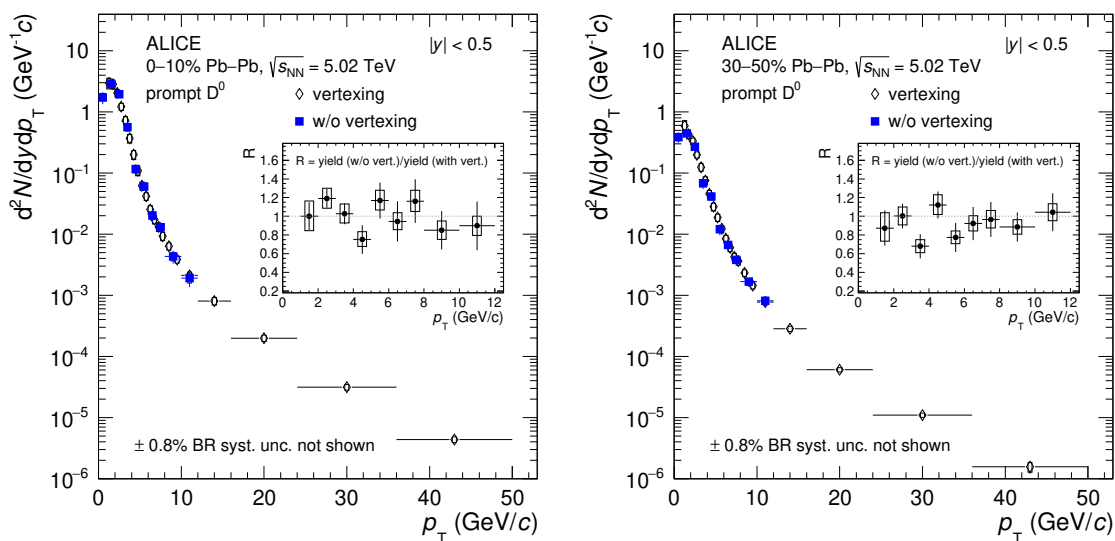 ALICE
|y| < 0.5
0−10% Pb−Pb, √sNN = 5.02 TeV
prompt D0
vertexing
w/o vertexing
R = yield (w/o vert.)/yield (with vert.)
R
1.6
1.4
1.2
1
0.8
0.6
0.4
0.2
0 2 4 6 8 10 12
pT (GeV/c)
± 0.8% BR syst. unc. not shown
d2N/dydpT (GeV−1c)
10
1
10−1
10−2
10−3
10−4
10−5
10−6
0 10 20 30 40 50
pT (GeV/c)
ALICE
|y| < 0.5
30−50% Pb−Pb, √sNN = 5.02 TeV
prompt D0
vertexing
w/o vertexing
R = yield (w/o vert.)/yield (with vert.)
R
1.6
1.4
1.2
1
0.8
0.6
0.4
0.2
0 2 4 6 8 10 12
pT (GeV/c)
± 0.8% BR syst. unc. not shown
d2N/dydpT (GeV−1c)
10
1
10−1
10−2
10−3
10−4
10−5
10−6
0 10 20 30 40 50
pT (GeV/c)